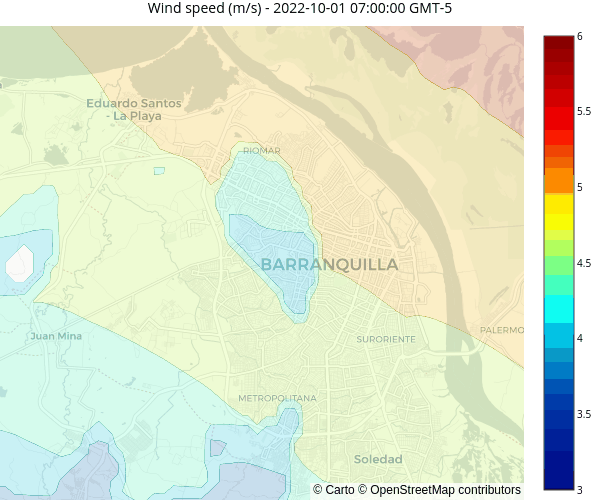 Wind speed (m/s) - 2022-10-01 07:00:00 GMT-5
6
5.5
5
4.5
4
3.5
3
Eduardo Santos
- La Playa
RIOMAR
BARRANQUILLA
Juan Mina
SURORIENTE
PALERMO
METROPOLITANA
Soledad
© Carto © OpenStreetMap contributors